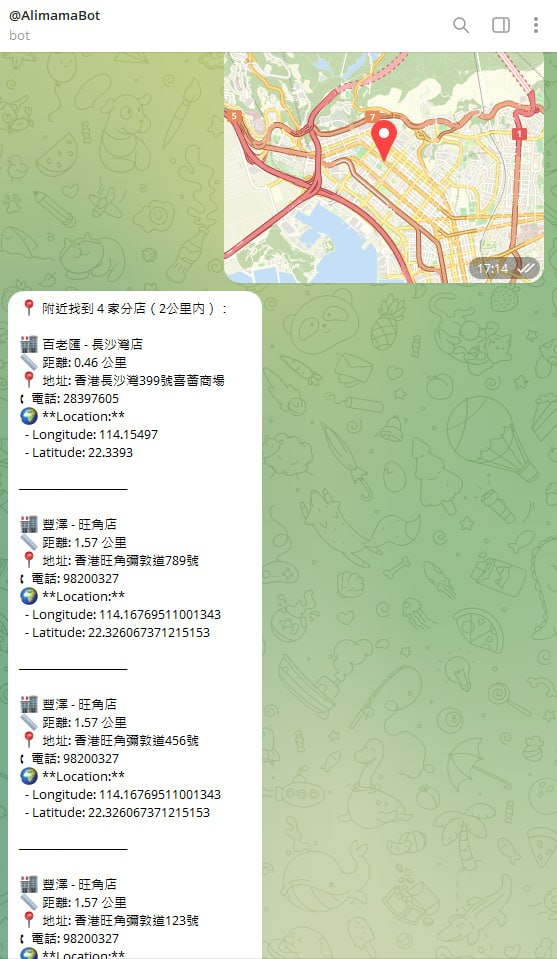 @AlimamaBot
bot
5
7
1
17:14
附近找到 4 家分店（2公里內）：
百老匯 - 長沙灣店
距離: 0.46 公里
地址: 香港長沙灣399號喜薈商場
電話: 28397605
**Location:**
- Longitude: 114.15497
- Latitude: 22.3393
豐澤 - 旺角店
距離: 1.57 公里
地址: 香港旺角彌敦道789號
電話: 98200327
**Location:**
- Longitude: 114.16769511001343
- Latitude: 22.326067371215153
豐澤 - 旺角店
距離: 1.57 公里
地址: 香港旺角彌敦道456號
電話: 98200327
**Location:**
- Longitude: 114.16769511001343
- Latitude: 22.326067371215153
豐澤 - 旺角店
距離: 1.57 公里
地址: 香港旺角彌敦道123號
電話: 98200327
**Location:**